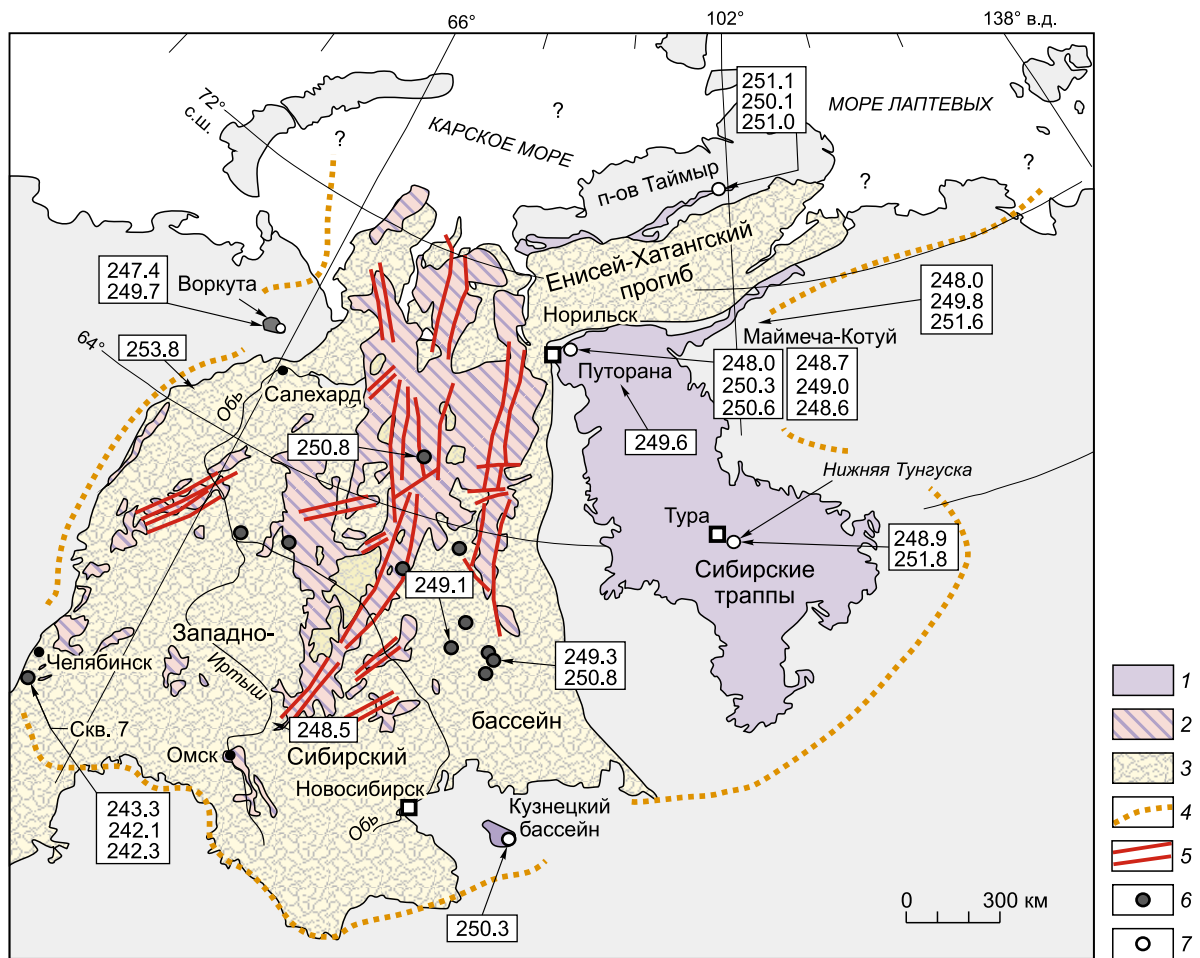 66°
102°
138° в.д.
72°
с.ш.
?
?
КАРСКОЕ МОРЕ
251.1
250.1
251.0
МОРЕ ЛАПТЕВЫХ
?
?
п-ов Таймыр
Енисей-Хатангский
прогиб
247.4
249.7
Воркута
248.0
249.8
251.6
Норильск
Маймеча-Котуй
64°
253.8
Салехард
Обь
Путорана
248.0
250.3
250.6
248.7
249.0
248.6
250.8
249.6
Нижняя Тунгуска
Тура
248.9
251.8
Сибирские
траппы
249.1
Западно-
Челябинск
Иртыш
249.3
250.8
Скв. 7
248.5
бассейн
Омск
Сибирский
Новосибирск
Обь
Кузнецкий
бассейн
243.3
242.1
242.3
250.3
0
300 км
1
2
3
4
5
6
7